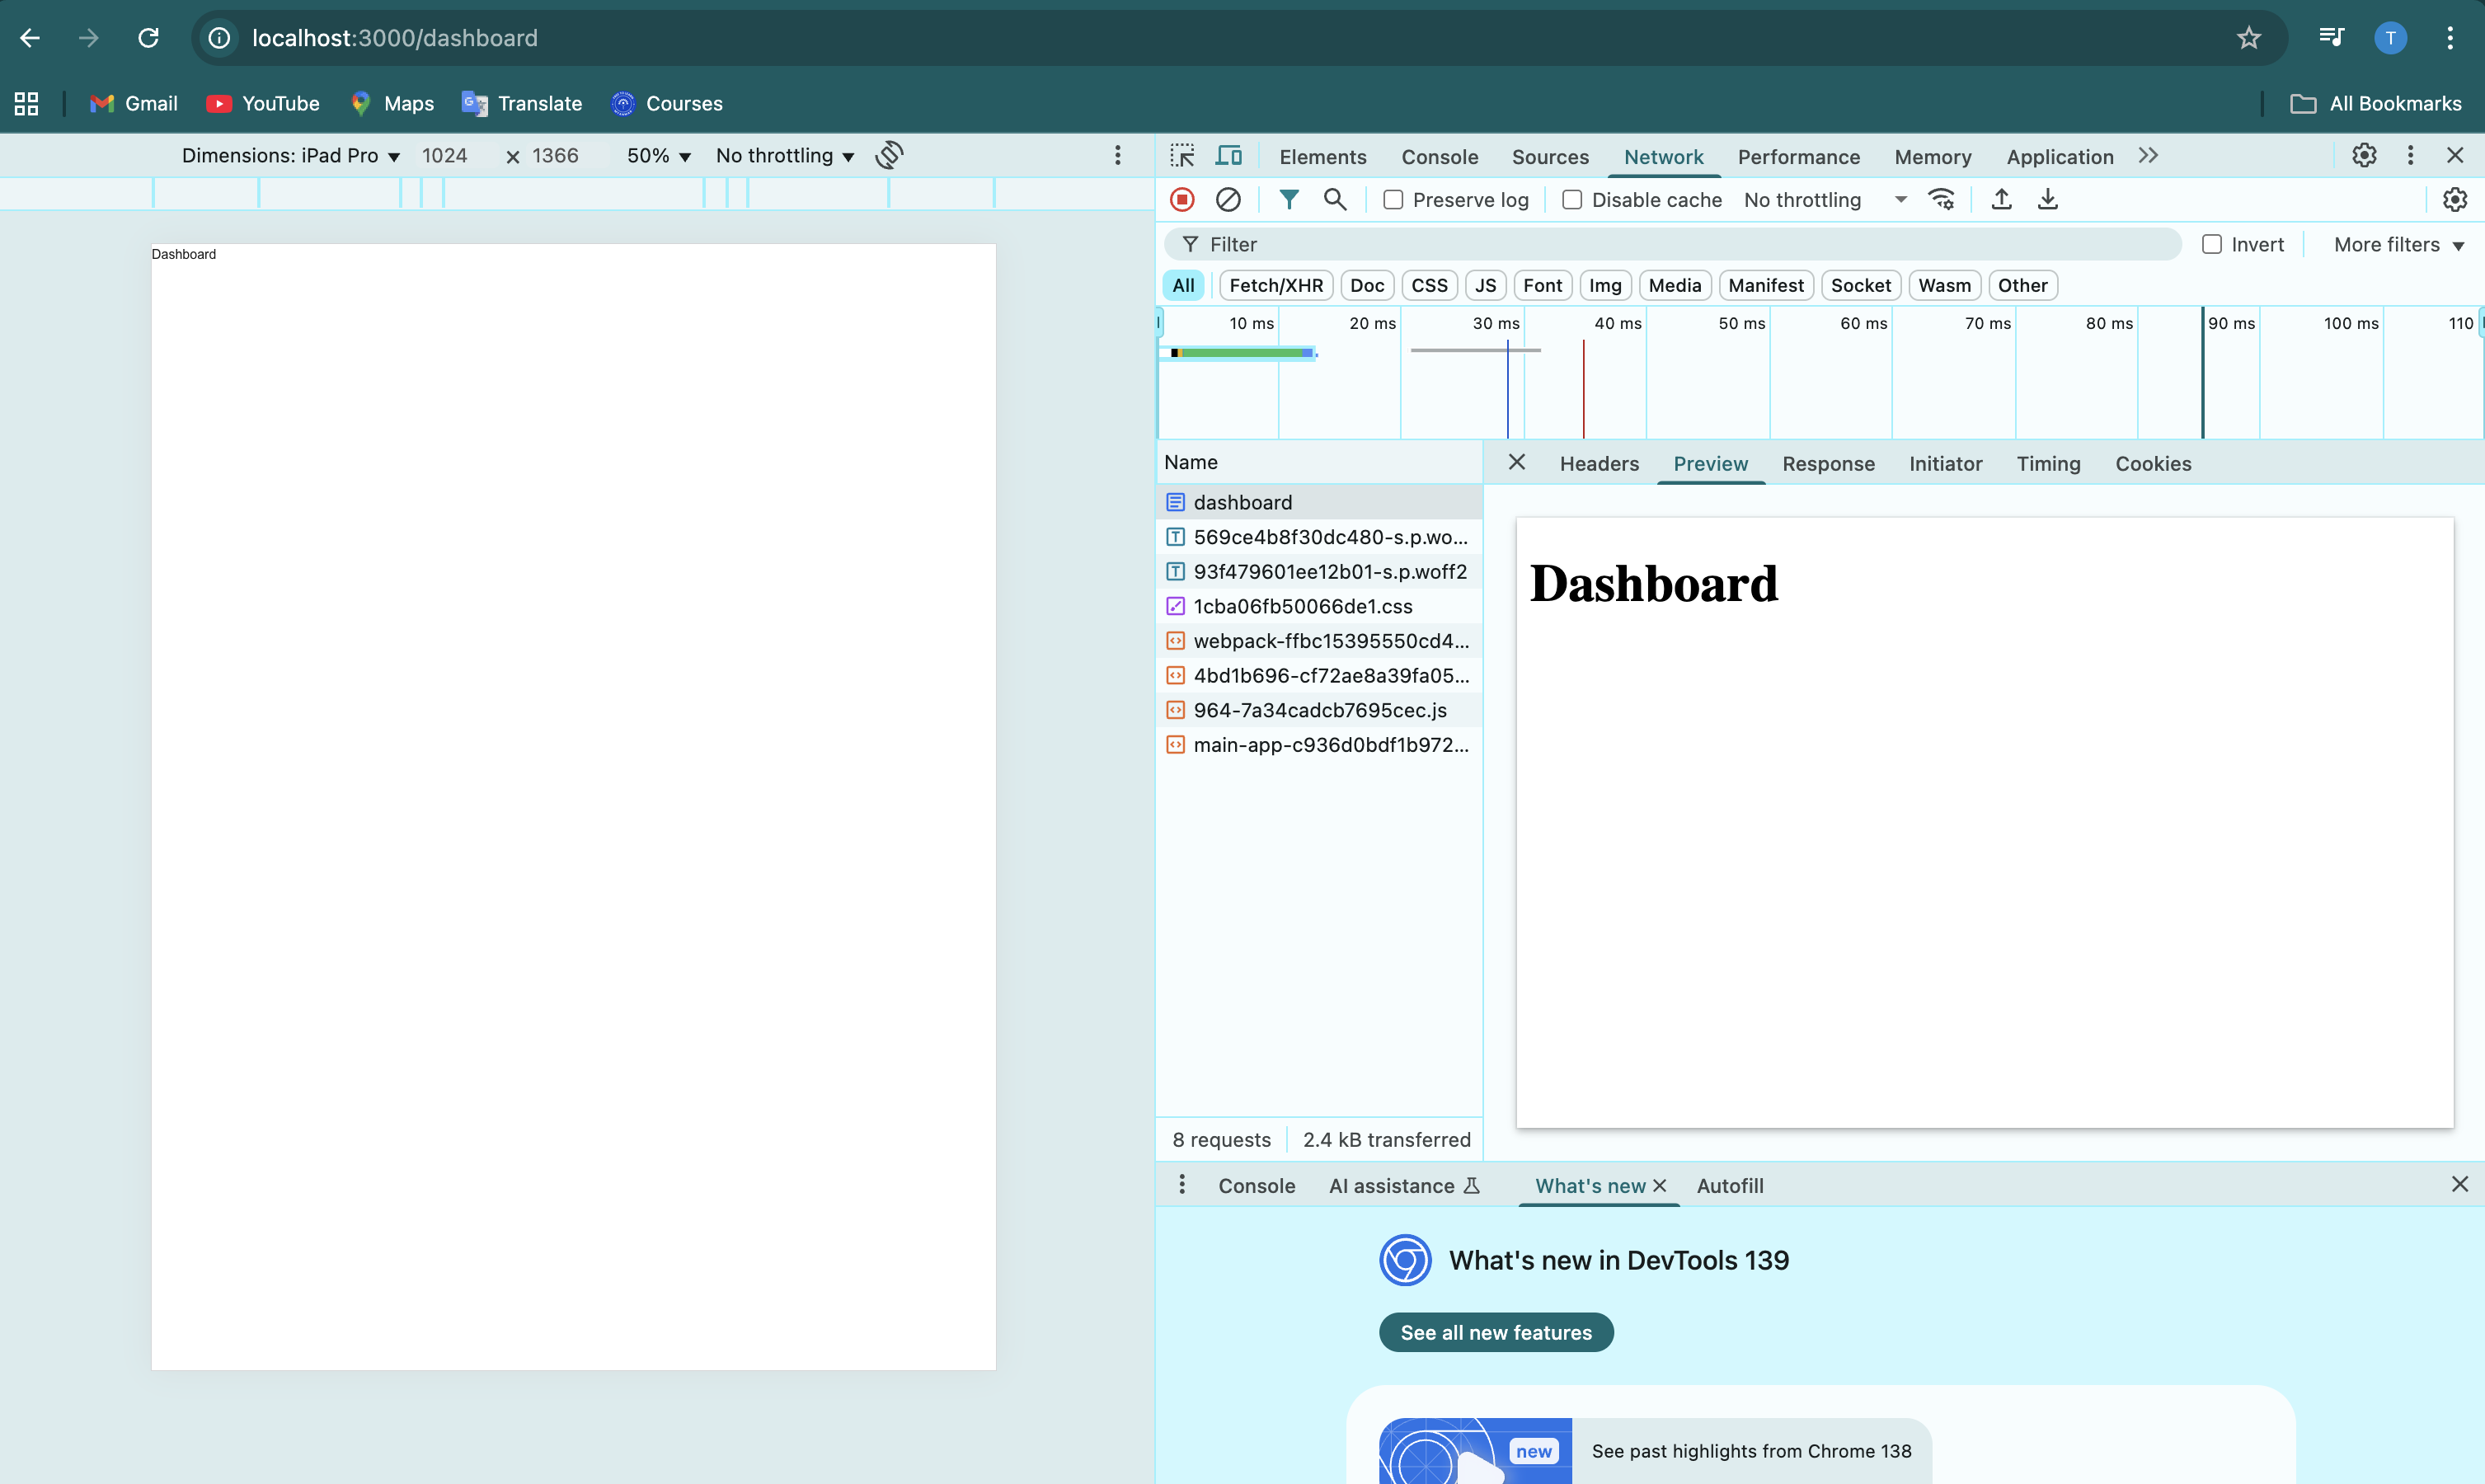 localhost:3000/dashboard
T
Gmail YouTube Maps Translate Courses All Bookmarks
Dimensions: iPad Pro 1024 × 1366 50% No throttling
Dashboard
Elements Console Sources Network Performance Memory Application
Preserve log Disable cache No throttling
Filter Invert More filters
All Fetch/XHR Doc CSS JS Font Img Media Manifest Socket Wasm Other
10 ms 20 ms 30 ms 40 ms 50 ms 60 ms 70 ms 80 ms 90 ms 100 ms 110
Name
Headers Preview Response Initiator Timing Cookies
dashboard
569ce4b8f30dc480-s.p.wo...
93f479601ee12b01-s.p.woff2
1cba06fb50066de1.css
webpack-ffbc15395550cd4...
4bd1b696-cf72ae8a39fa05...
964-7a34cadcb7695cec.js
main-app-c936d0bdf1b972...
Dashboard
8 requests 2.4 kB transferred
Console AI assistance What's new Autofill
What's new in DevTools 139
See all new features
new
See past highlights from Chrome 138